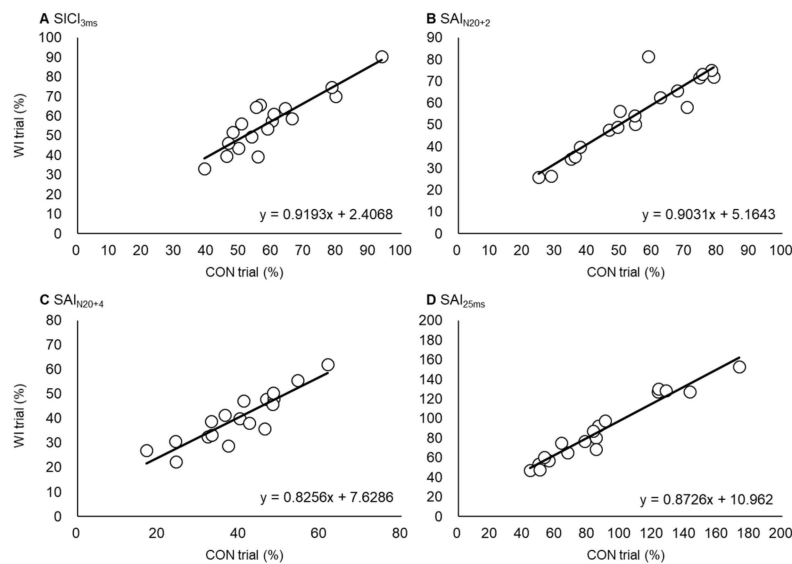 A SICI3ms
100
90
80
70
60
50
40
30
20
10
0
WI trial (%)
y = 0.9193x + 2.4068
0 10 20 30 40 50 60 70 80 90 100
CON trial (%)
B SAIN20+2
90
80
70
60
50
40
30
20
10
0
y = 0.9031x + 5.1643
0 10 20 30 40 50 60 70 80 90 100
CON trial (%)
C SAIN20+4
80
70
60
50
40
30
20
10
0
WI trial (%)
y = 0.8256x + 7.6286
0 20 40 60 80
CON trial (%)
D SAI25ms
200
180
160
140
120
100
80
60
40
20
0
y = 0.8726x + 10.962
0 20 40 60 80 100 120 140 160 180 200
CON trial (%)